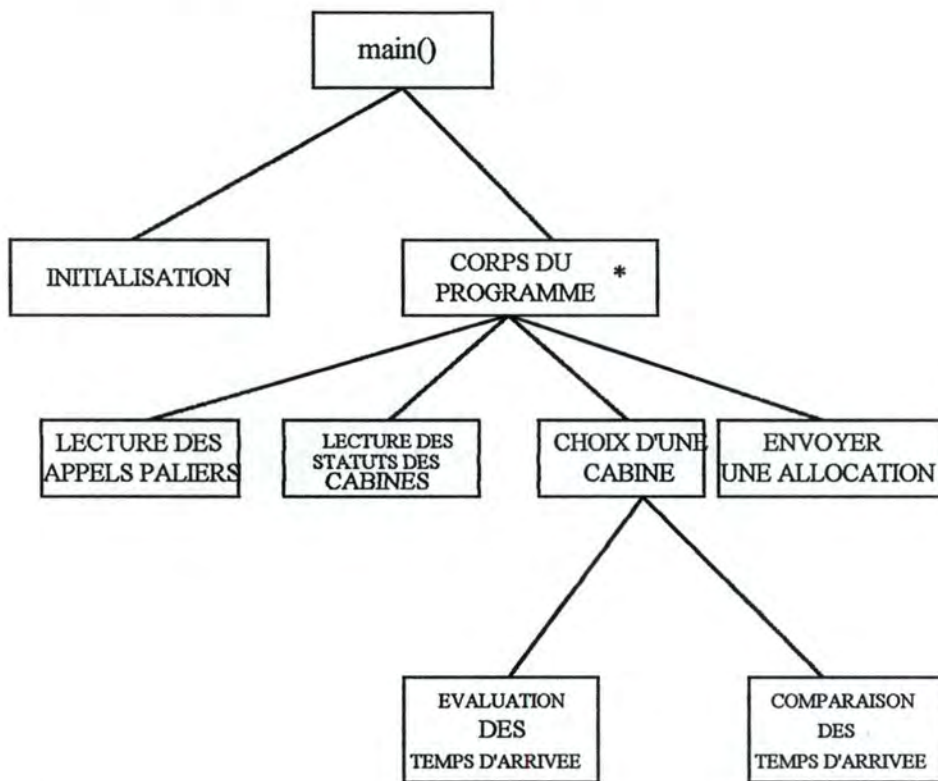 main()
INITIALISATION
CORPS DU
PROGRAMME *
LECTURE DES
APPELS PALIERS
LECTURE DES
STATUTS DES
CABINES
CHOIX D'UNE
CABINE
ENVOYER
UNE ALLOCATION
EVALUATION
DES
TEMPS D'ARRIVEE
COMPARAISON
DES
TEMPS D'ARRIVEE